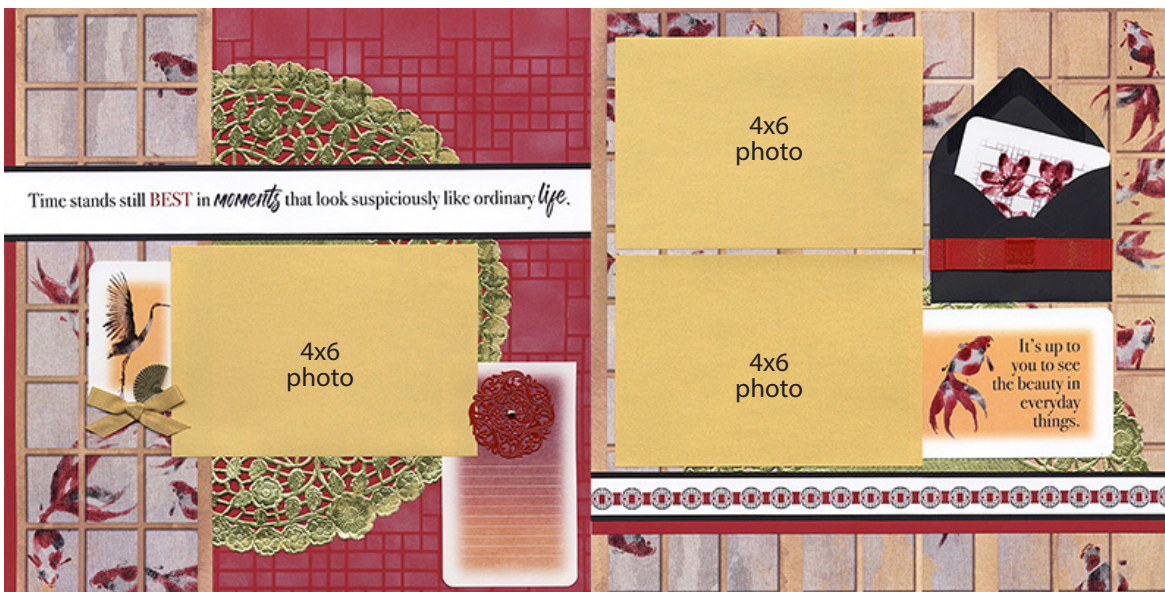 Time stands still BEST in moments that look suspiciously like ordinary life.
4x6
photo
4x6
photo
4x6
photo
It's up to
you to see
the beauty in
everyday
things.